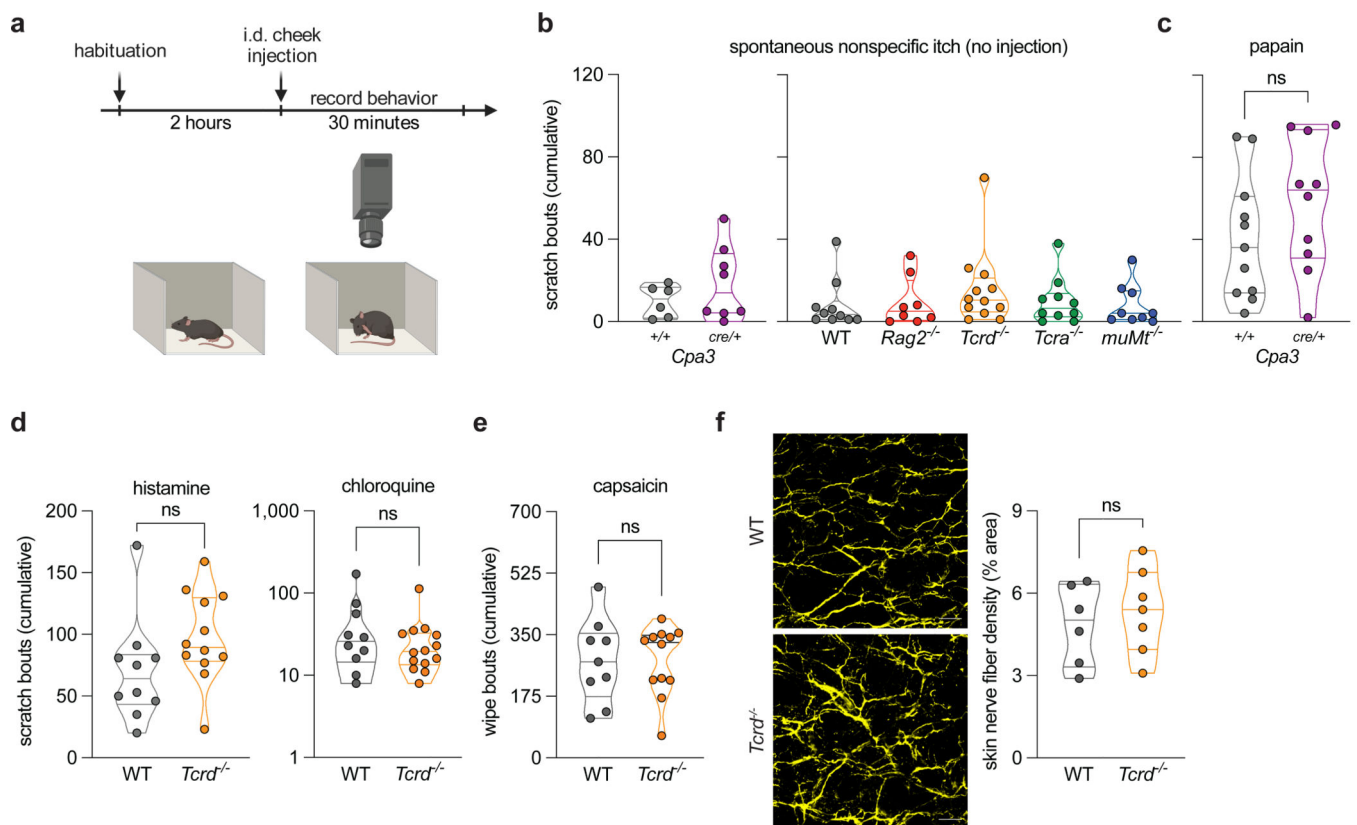 a
habituation
i.d. cheek
injection
record behavior
2 hours
30 minutes
b
spontaneous nonspecific itch (no injection)
scratch bouts (cumulative)
120
80
40
0
+/+
cre/+
Cpa3
WT
Rag2-/-
Tcrd-/-
Tcra-/-
muMt-/-
c
papain
ns
+/+
cre/+
Cpa3
d
histamine
scratch bouts (cumulative)
200
150
100
50
0
ns
WT
Tcrd-/-
chloroquine
1,000
100
10
1
ns
WT
Tcrd-/-
e
capsaicin
wipe bouts (cumulative)
700
525
350
175
0
ns
WT
Tcrd-/-
f
WT
Tcrd-/-
skin nerve fiber density (% area)
9
6
3
0
ns
WT
Tcrd-/-